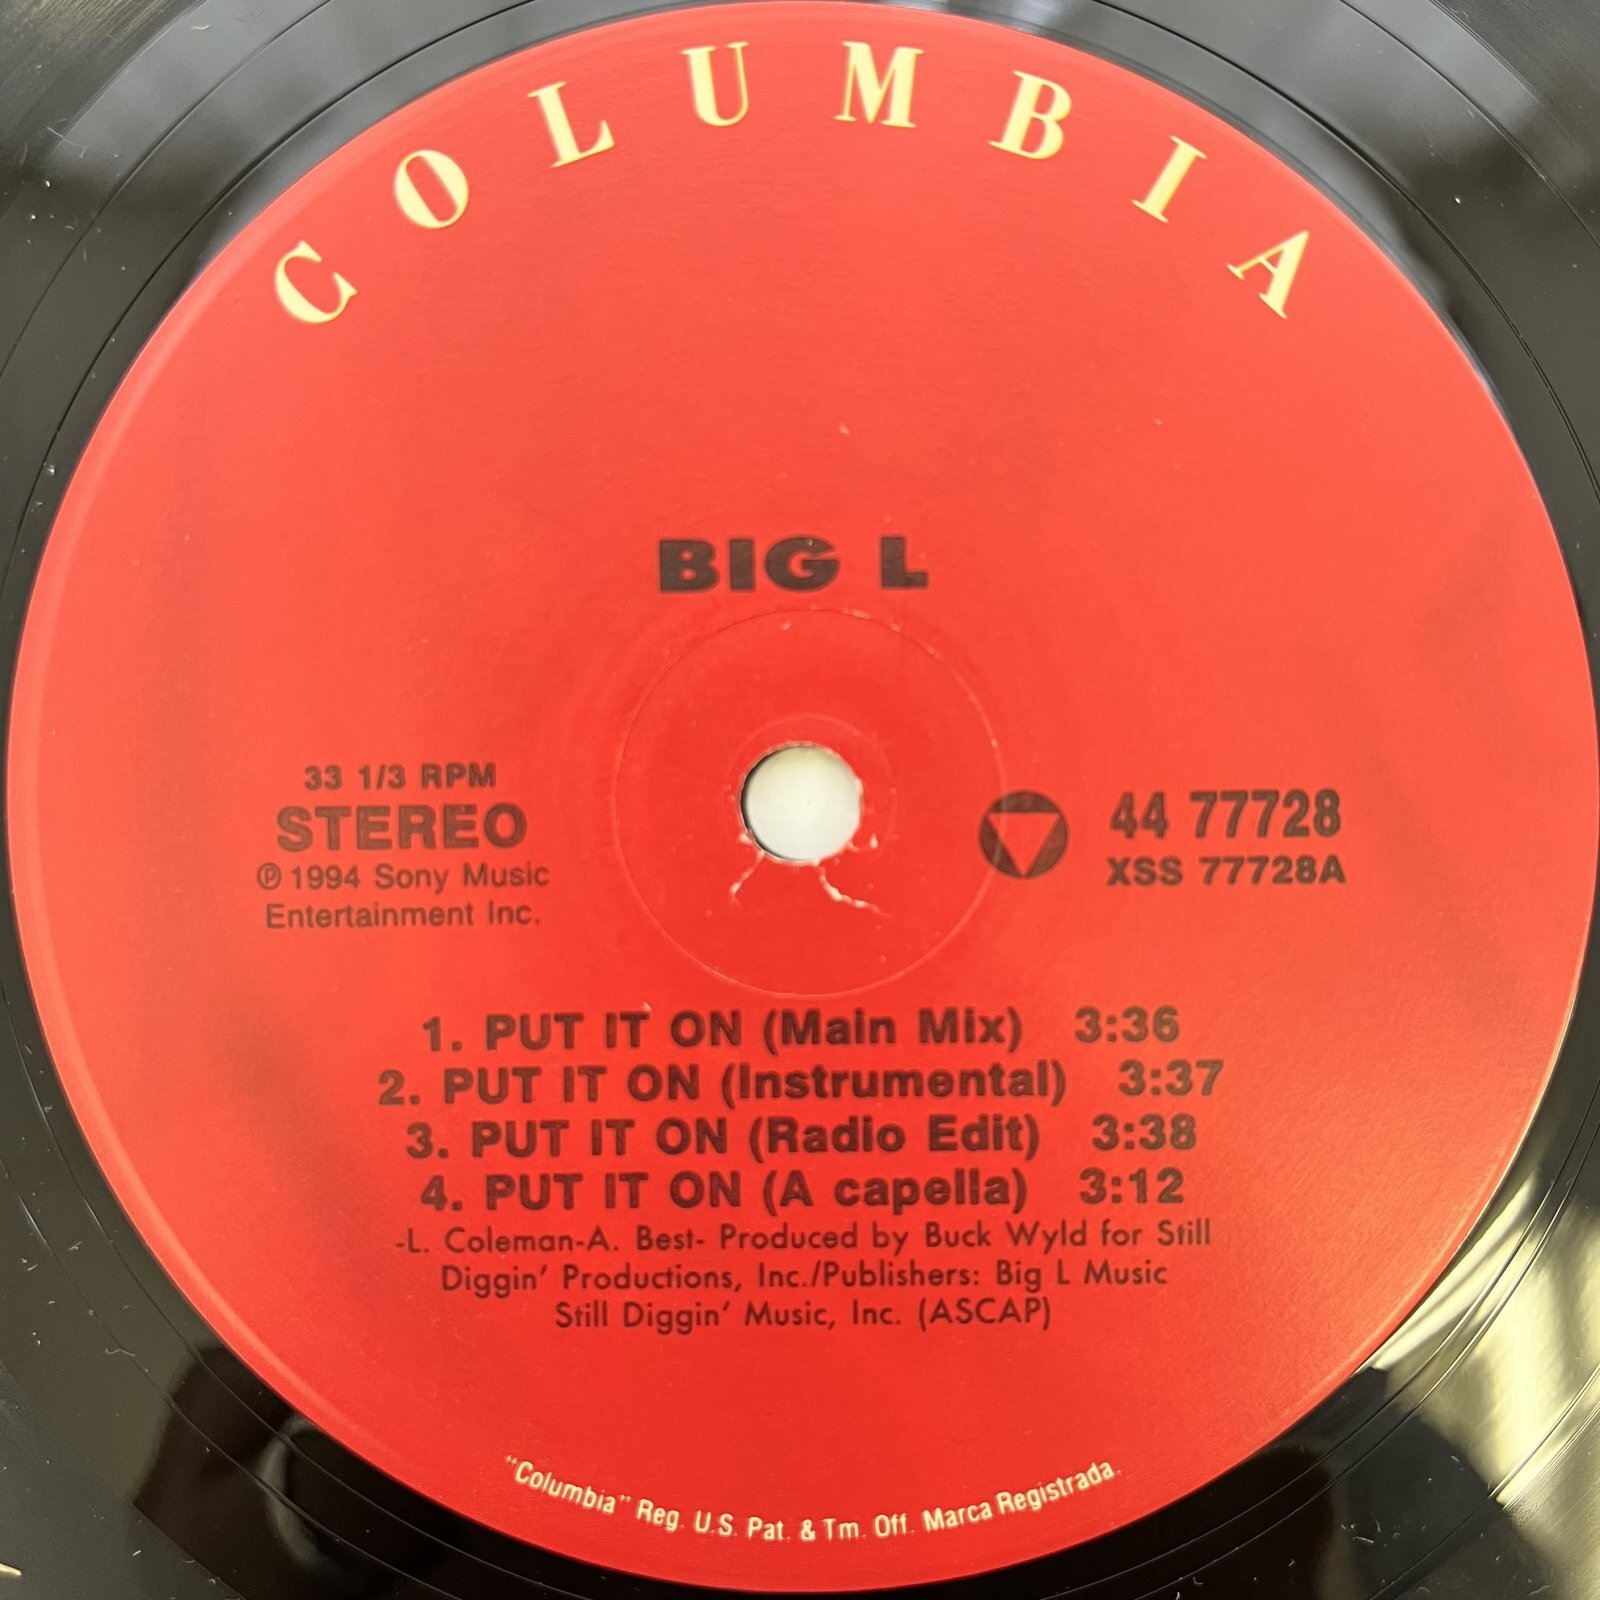 COLUMBIA
BIG L
33 1/3 RPM
STEREO
℗ 1994 Sony Music
Entertainment Inc.
44 77728
XSS 77728A
1. PUT IT ON (Main Mix) 3:36
2. PUT IT ON (Instrumental) 3:37
3. PUT IT ON (Radio Edit) 3:38
4. PUT IT ON (A capella) 3:12
-L. Coleman-A. Best- Produced by Buck Wyld for Still
Diggin' Productions, Inc./Publishers: Big L Music
Still Diggin' Music, Inc. (ASCAP)
"Columbia" Reg. U.S. Pat. & Tm. Off. Marca Registrada.